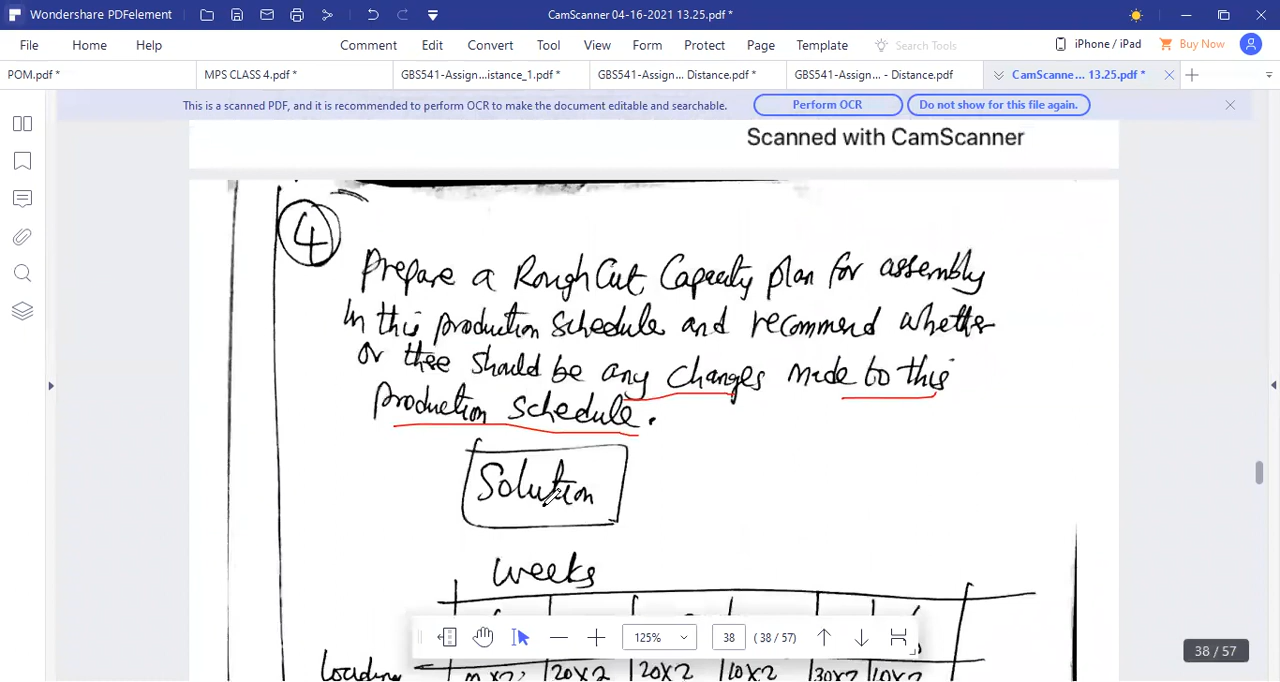 Wondershare PDFelement
CamScanner 04-16-2021 13.25.pdf *
File Home Help Comment Edit Convert Tool View Form Protect Page Template Search Tools iPhone / iPad Buy Now
POM.pdf * MPS CLASS 4.pdf * GBS541-Assign...istance_1.pdf * GBS541-Assign... Distance.pdf * GBS541-Assign... - Distance.pdf CamScanne... 13.25.pdf *
This is a scanned PDF, and it is recommended to perform OCR to make the document editable and searchable. Perform OCR Do not show for this file again.
Scanned with CamScanner
4
Prepare a Rough Cut Capacity plan for assembly
In this production schedule and recommend whether
or thee should be any changes made to this
production schedule.
Solution
weeks
loading 20x2 20x2 10x2 30x2 10x2
125% 38 (38 / 57)
38 / 57